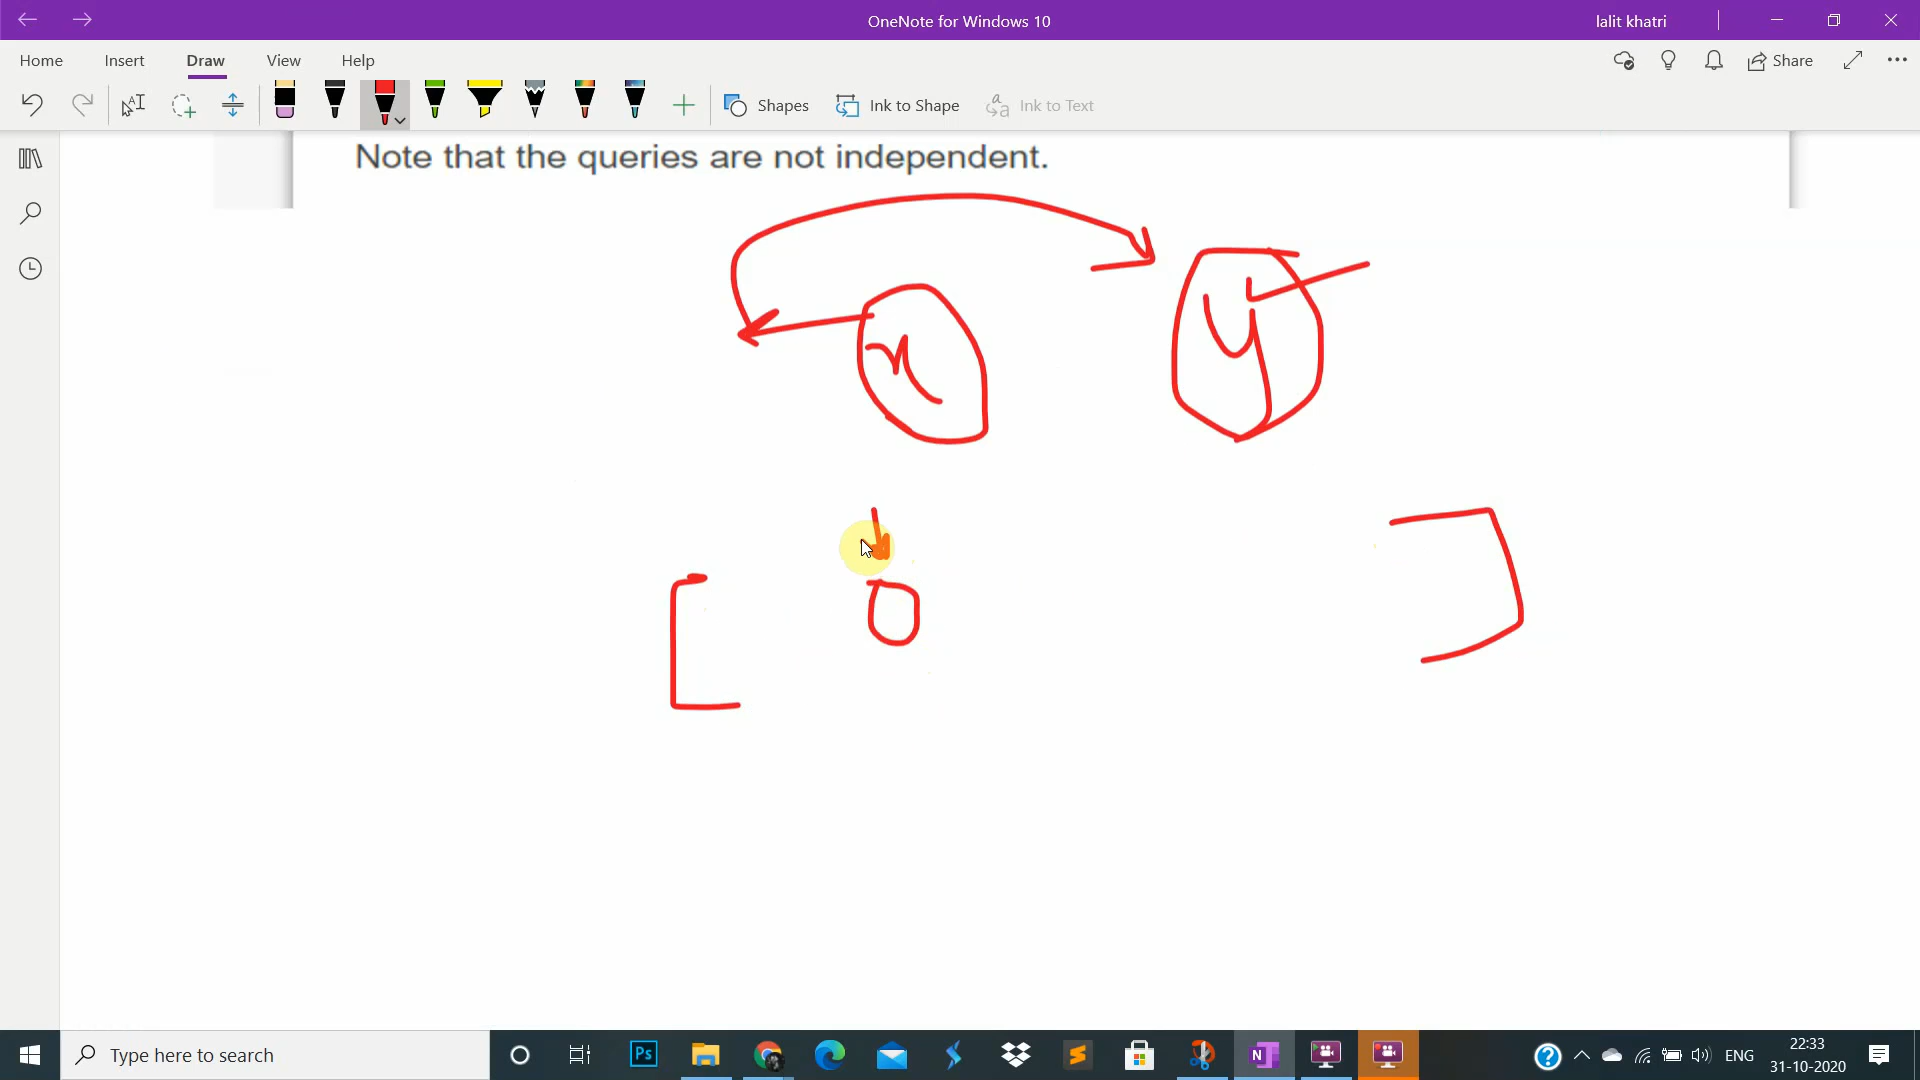 OneNote for Windows 10
lalit khatri
Home Insert Draw View Help
Share
Shapes Ink to Shape Ink to Text
Note that the queries are not independent.
x y
0
Type here to search
Ps
N
ENG
22:33
31-10-2020